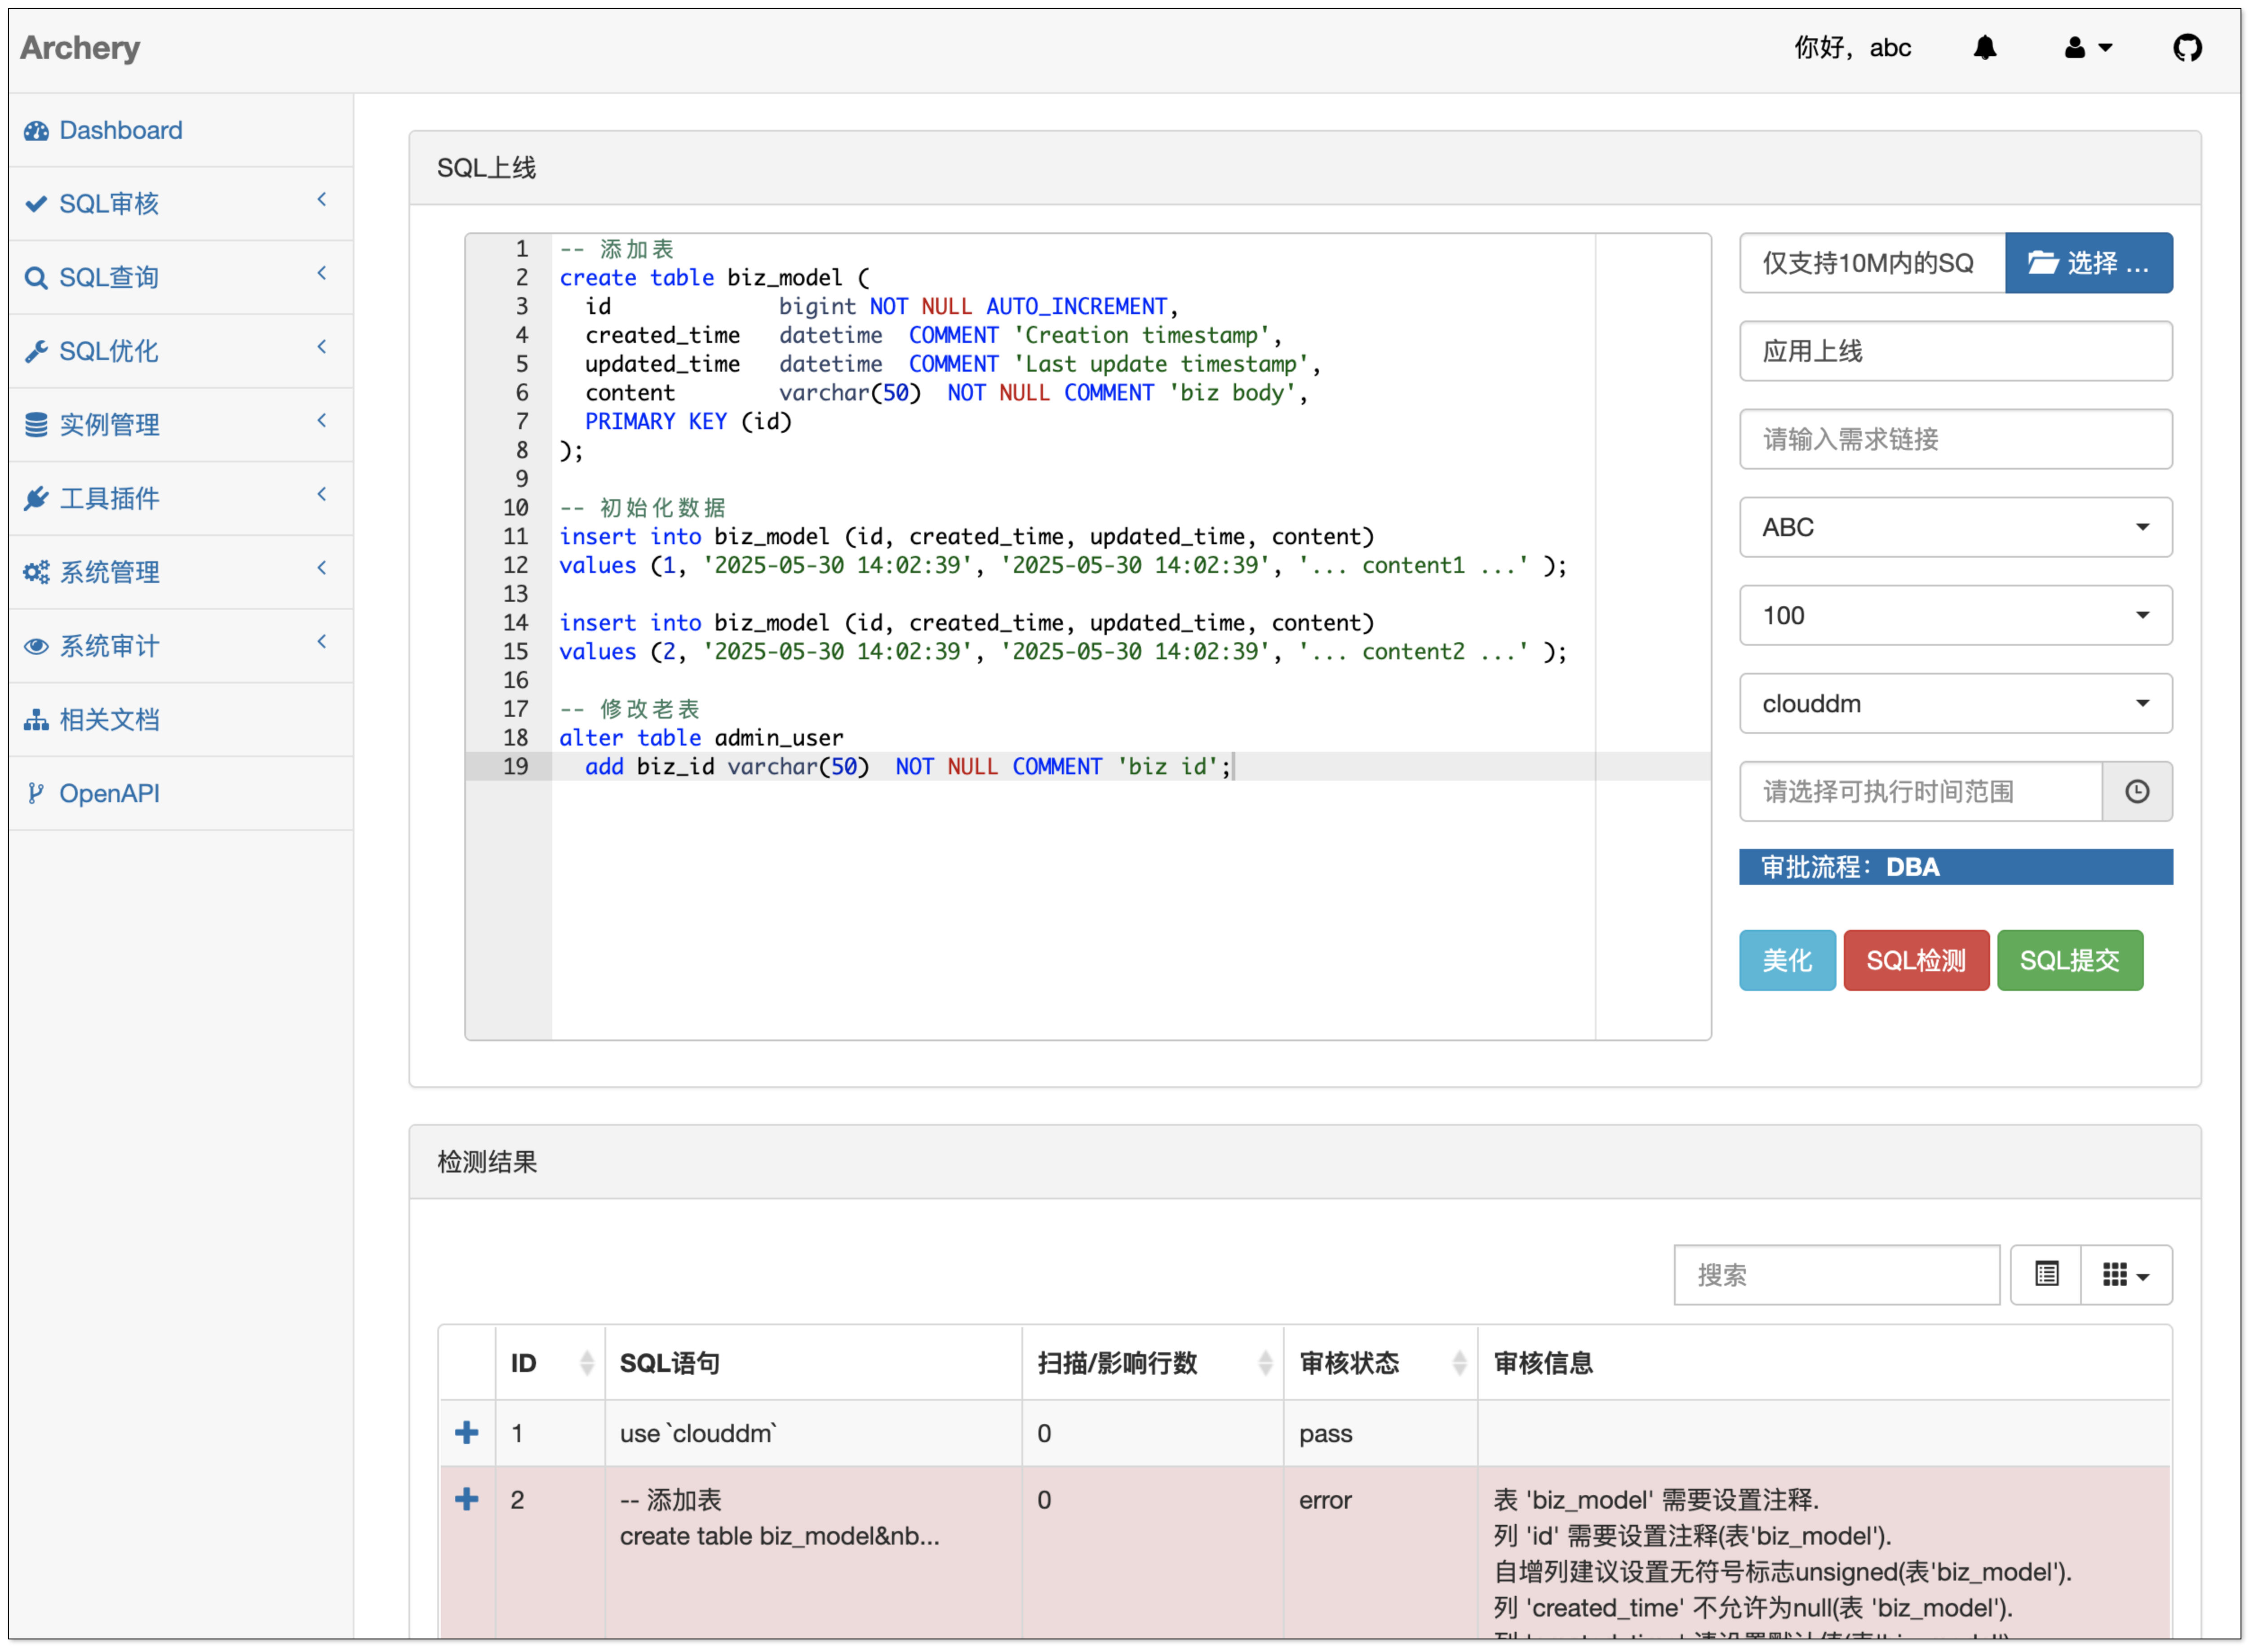 Archery
你好，abc
Dashboard
SQL审核
SQL查询
SQL优化
实例管理
工具插件
系统管理
系统审计
相关文档
OpenAPI
SQL上线
1 -- 添加表
2 create table biz_model (
3 id bigint NOT NULL AUTO_INCREMENT,
4 created_time datetime COMMENT 'Creation timestamp',
5 updated_time datetime COMMENT 'Last update timestamp',
6 content varchar(50) NOT NULL COMMENT 'biz body',
7 PRIMARY KEY (id)
8 );
9
10 -- 初始化数据
11 insert into biz_model (id, created_time, updated_time, content)
12 values (1, '2025-05-30 14:02:39', '2025-05-30 14:02:39', '... content1 ...' );
13
14 insert into biz_model (id, created_time, updated_time, content)
15 values (2, '2025-05-30 14:02:39', '2025-05-30 14:02:39', '... content2 ...' );
16
17 -- 修改老表
18 alter table admin_user
19 add biz_id varchar(50) NOT NULL COMMENT 'biz id';
仅支持10M内的SQ
选择 ...
应用上线
请输入需求链接
ABC
100
clouddm
请选择可执行时间范围
审批流程：DBA
美化 SQL检测 SQL提交
检测结果
搜索
ID SQL语句 扫描/影响行数 审核状态 审核信息
1 use `clouddm` 0 pass
2 -- 添加表 0 error 表 'biz_model' 需要设置注释.
create table biz_model&nb... 列 'id' 需要设置注释(表'biz_model').
自增列建议设置无符号标志unsigned(表'biz_model').
列 'created_time' 不允许为null(表 'biz_model').